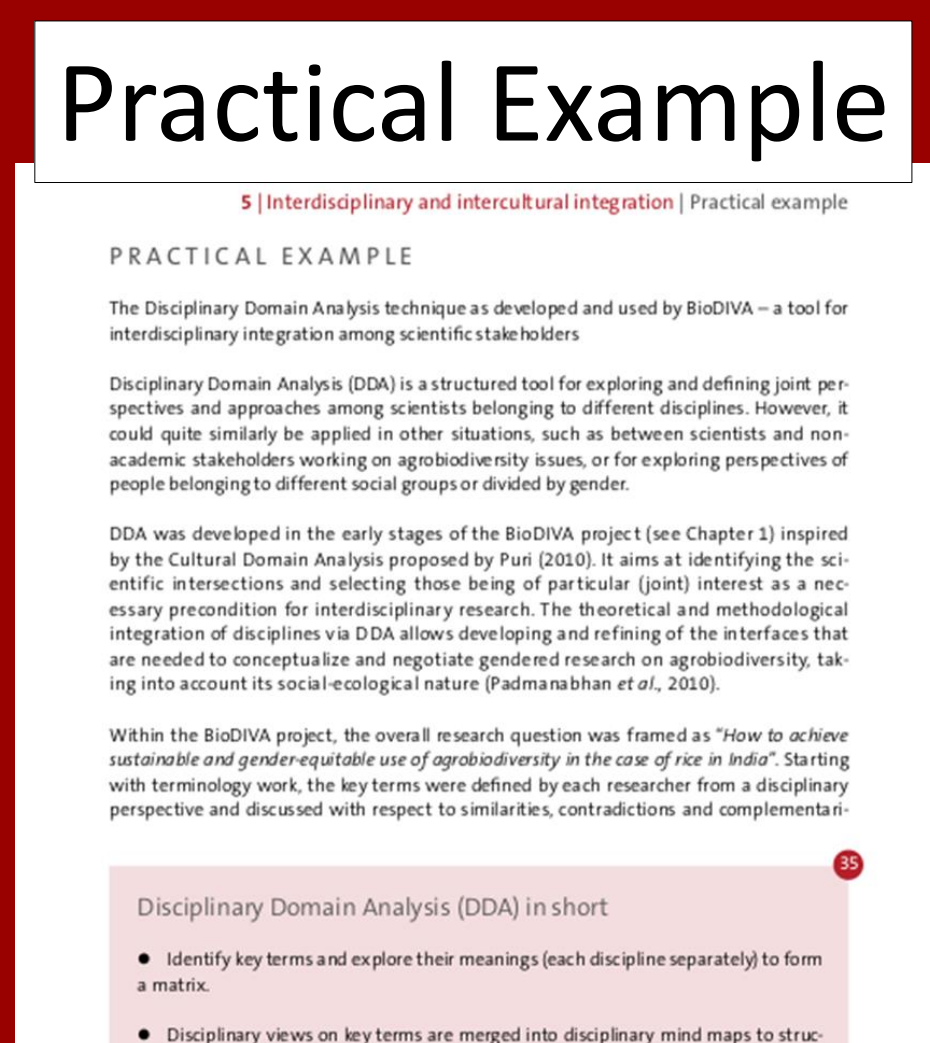 Practical Example
5 | Interdisciplinary and intercultural integration | Practical example
PRACTICAL EXAMPLE
The Disciplinary Domain Analysis technique as developed and used by BioDIVA – a tool for
interdisciplinary integration among scientific stakeholders
Disciplinary Domain Analysis (DDA) is a structured tool for exploring and defining joint per-
spectives and approaches among scientists belonging to different disciplines. However, it
could quite similarly be applied in other situations, such as between scientists and non-
academic stakeholders working on agrobiodiversity issues, or for exploring perspectives of
people belonging to different social groups or divided by gender.
DDA was developed in the early stages of the BioDIVA project (see Chapter 1) inspired
by the Cultural Domain Analysis proposed by Puri (2010). It aims at identifying the sci-
entific intersections and selecting those being of particular (joint) interest as a nec-
essary precondition for interdisciplinary research. The theoretical and methodological
integration of disciplines via DDA allows developing and refining of the interfaces that
are needed to conceptualize and negotiate gendered research on agrobiodiversity, tak-
ing into account its social-ecological nature (Padmanabhan et al., 2010).
Within the BioDIVA project, the overall research question was framed as “How to achieve
sustainable and gender-equitable use of agrobiodiversity in the case of rice in India”. Starting
with terminology work, the key terms were defined by each researcher from a disciplinary
perspective and discussed with respect to similarities, contradictions and complementari-
35
Disciplinary Domain Analysis (DDA) in short
● Identify key terms and explore their meanings (each discipline separately) to form
a matrix.
● Disciplinary views on key terms are merged into disciplinary mind maps to struc-